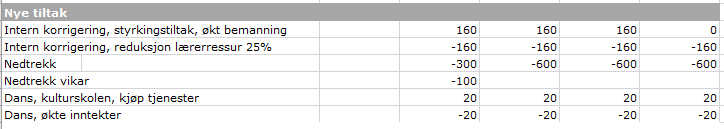 Nye tiltak
Intern korrigering, styrkingstiltak, økt bemanning 160 160 160 0
Intern korrigering, reduksjon lærerressur 25% -160 -160 -160 -160
Nedtrekk -300 -600 -600 -600
Nedtrekk vikar -100
Dans, kulturskolen, kjøp tjenester 20 20 20 20
Dans, økte inntekter -20 -20 -20 -20